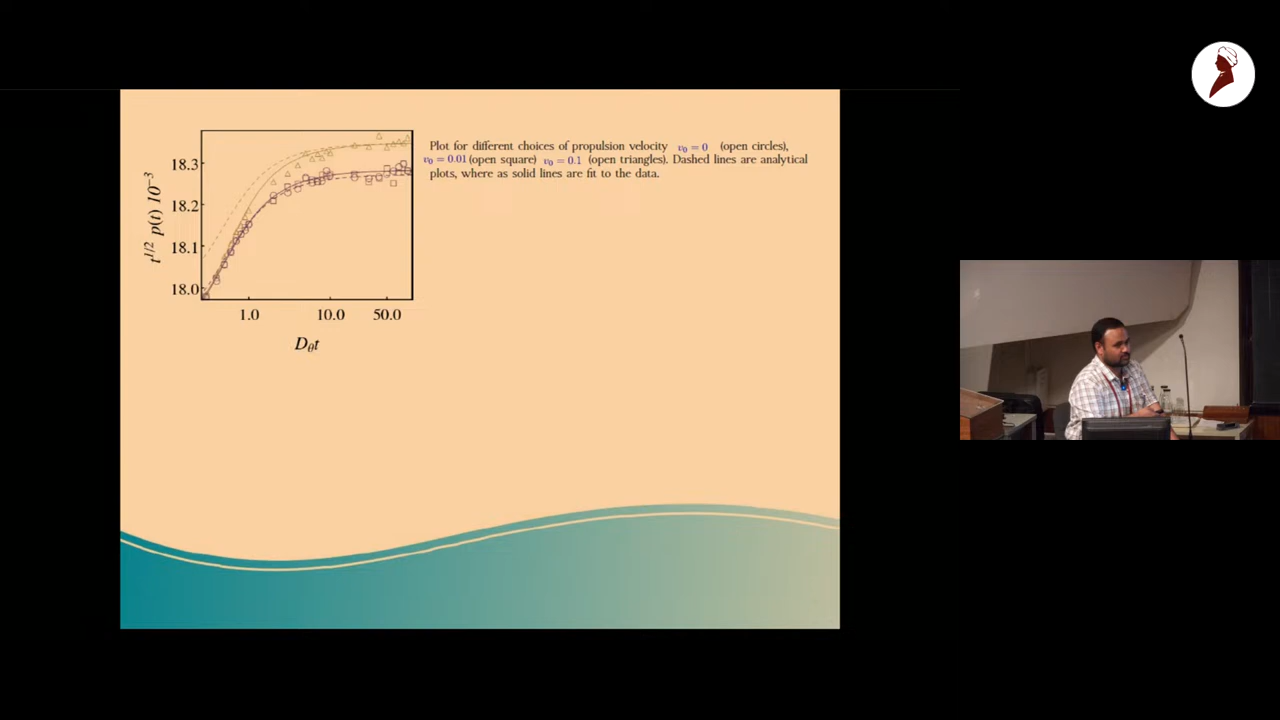 Plot for different choices of propulsion velocity v₀ = 0 (open circles),
v₀ = 0.01 (open square) v₀ = 0.1 (open triangles). Dashed lines are analytical
plots, where as solid lines are fit to the data.
t^{1/2} p(t) 10^{-3}
18.3
18.2
18.1
18.0
1.0 10.0 50.0
D_θt